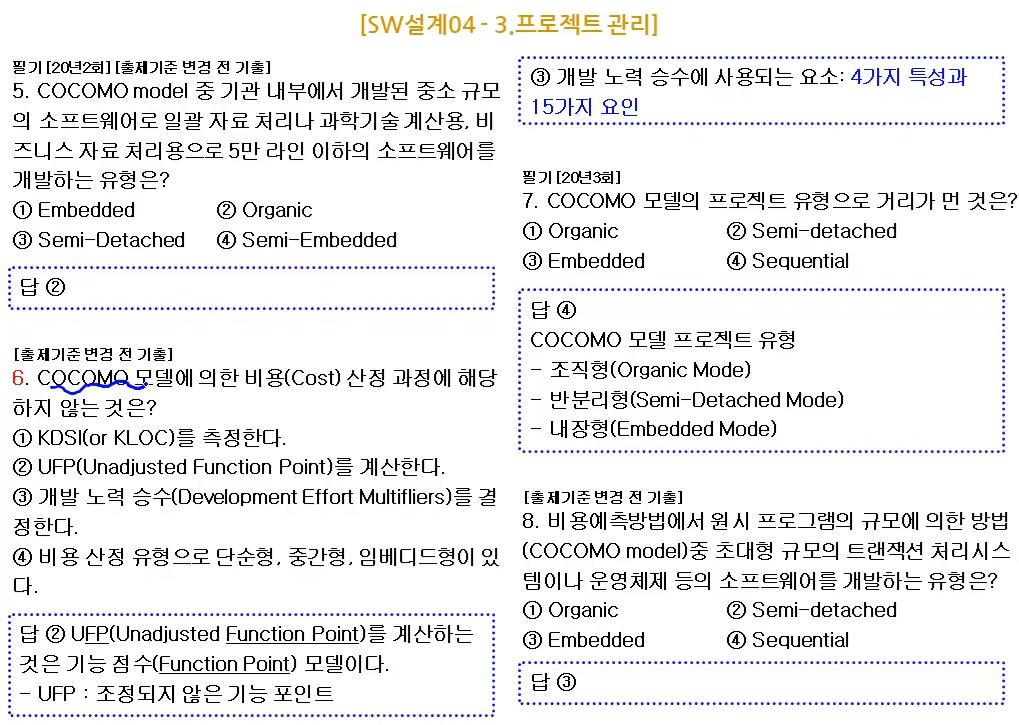 [SW설계04 - 3.프로젝트 관리]
필기 [20년2회] [출제기준 변경 전 기출]
5. COCOMO model 중 기관 내부에서 개발된 중소 규모
의 소프트웨어로 일괄 자료 처리나 과학기술 계산용, 비
즈니스 자료 처리용으로 5만 라인 이하의 소프트웨어를
개발하는 유형은?
① Embedded ② Organic
③ Semi-Detached ④ Semi-Embedded
답 ②
[출제기준 변경 전 기출]
6. COCOMO 모델에 의한 비용(Cost) 산정 과정에 해당
하지 않는 것은?
① KDSI(or KLOC)를 측정한다.
② UFP(Unadjusted Function Point)를 계산한다.
③ 개발 노력 승수(Development Effort Multifliers)를 결
정한다.
④ 비용 산정 유형으로 단순형, 중간형, 임베디드형이 있
다.
답 ② UFP(Unadjusted Function Point)를 계산하는
것은 기능 점수(Function Point) 모델이다.
- UFP : 조정되지 않은 기능 포인트
③ 개발 노력 승수에 사용되는 요소: 4가지 특성과
15가지 요인
필기 [20년3회]
7. COCOMO 모델의 프로젝트 유형으로 거리가 먼 것은?
① Organic ② Semi-detached
③ Embedded ④ Sequential
답 ④
COCOMO 모델 프로젝트 유형
- 조직형(Organic Mode)
- 반분리형(Semi-Detached Mode)
- 내장형(Embedded Mode)
[출제기준 변경 전 기출]
8. 비용예측방법에서 원시 프로그램의 규모에 의한 방법
(COCOMO model)중 초대형 규모의 트랜잭션 처리시스
템이나 운영체제 등의 소프트웨어를 개발하는 유형은?
① Organic ② Semi-detached
③ Embedded ④ Sequential
답 ③